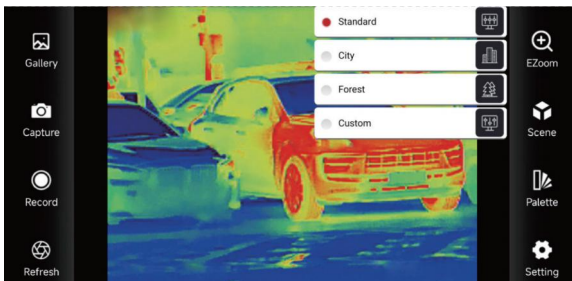 Gallery
Capture
Record
Refresh
Standard
City
Forest
Custom
EZoom
Scene
Palette
Setting